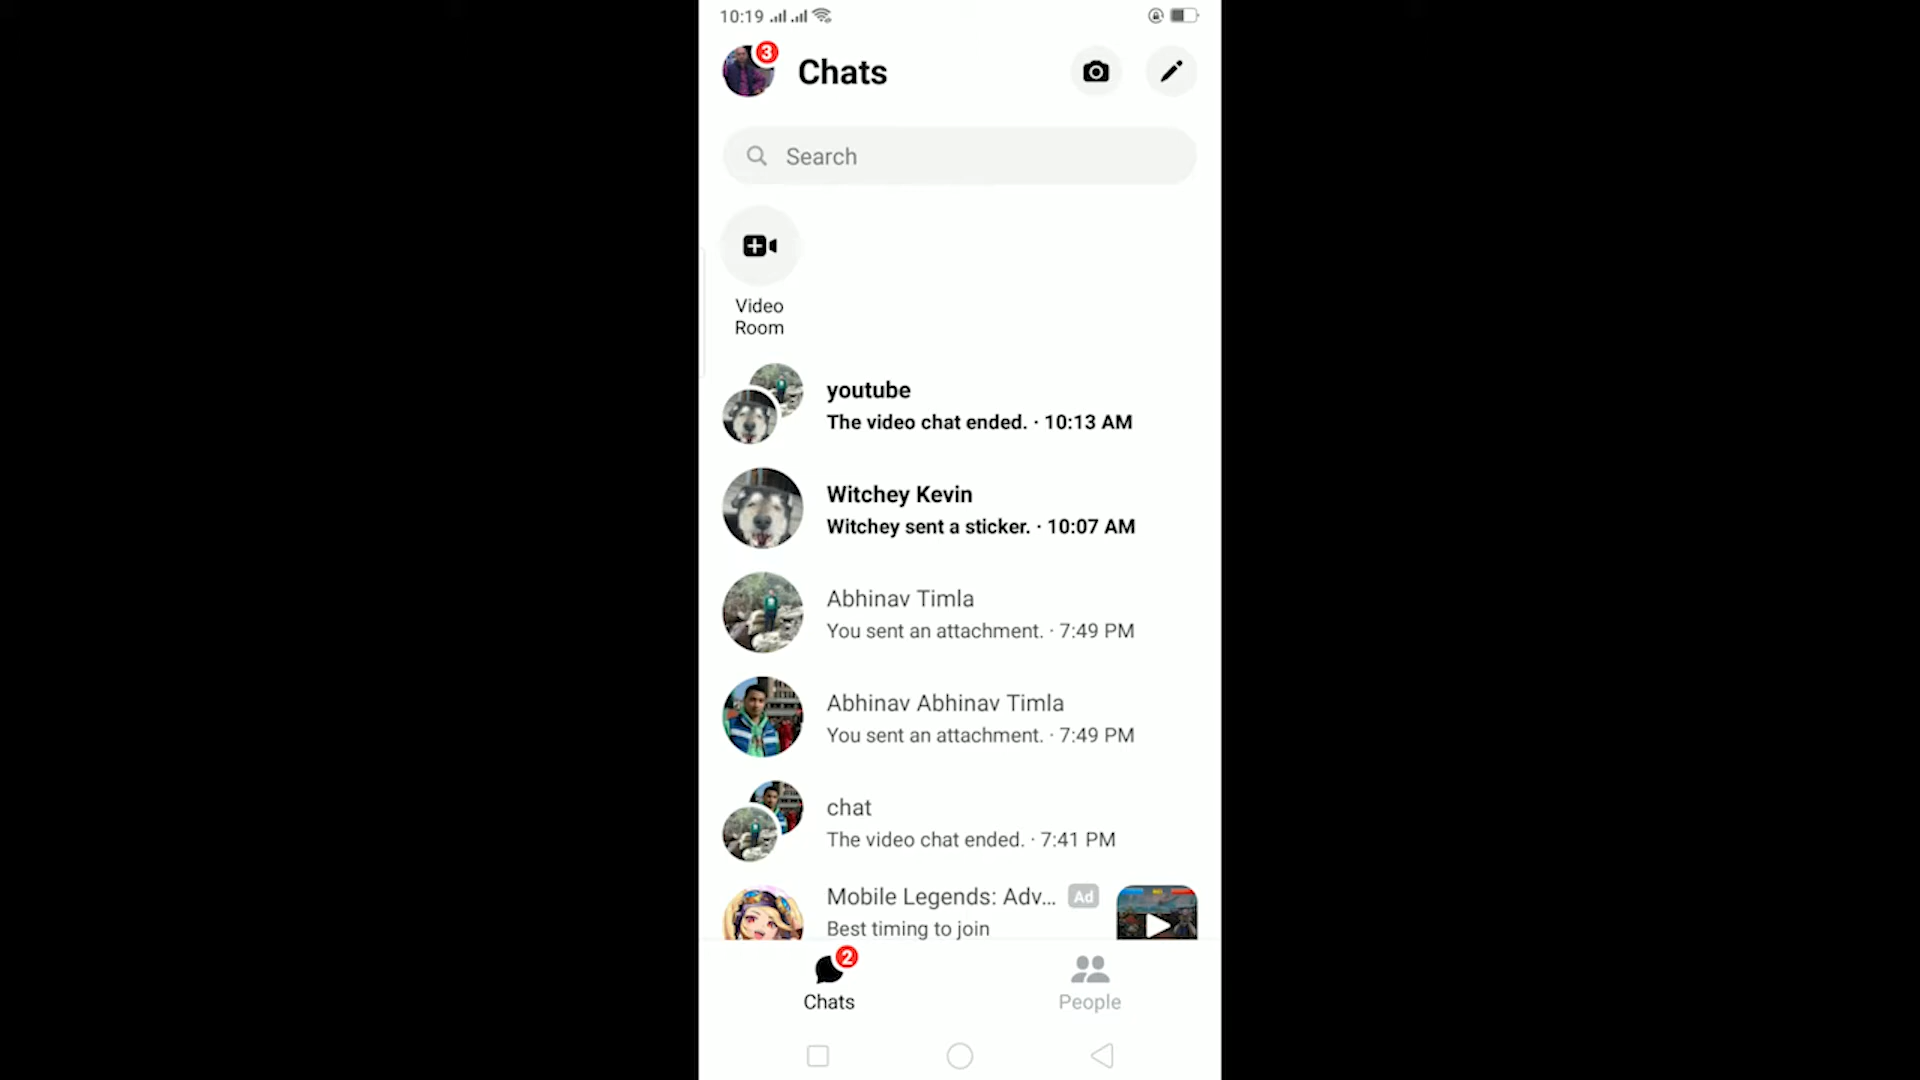 10:19
3
Chats
Search
Video
Room
youtube
The video chat ended. · 10:13 AM
Witchey Kevin
Witchey sent a sticker. · 10:07 AM
Abhinav Timla
You sent an attachment. · 7:49 PM
Abhinav Abhinav Timla
You sent an attachment. · 7:49 PM
chat
The video chat ended. · 7:41 PM
Mobile Legends: Adv... Ad
Best timing to join
2
Chats
People